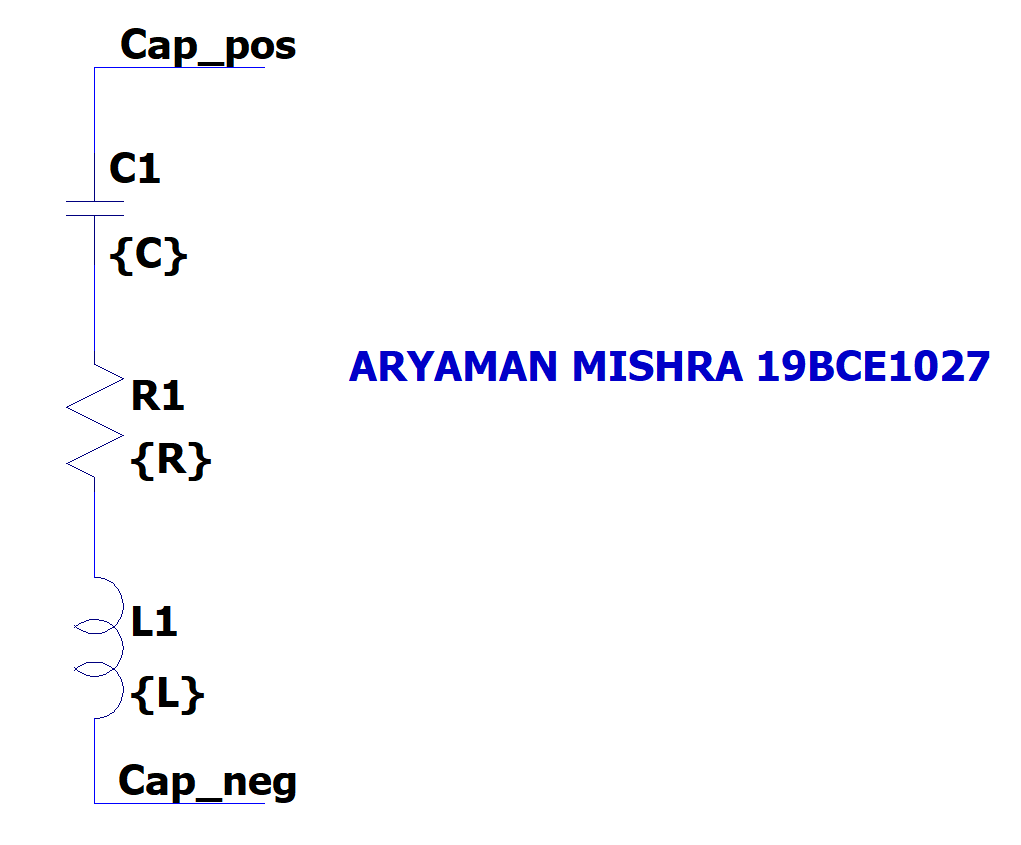 Cap_pos
C1
{C}
ARYAMAN MISHRA 19BCE1027
R1
{R}
L1
{L}
Cap_neg